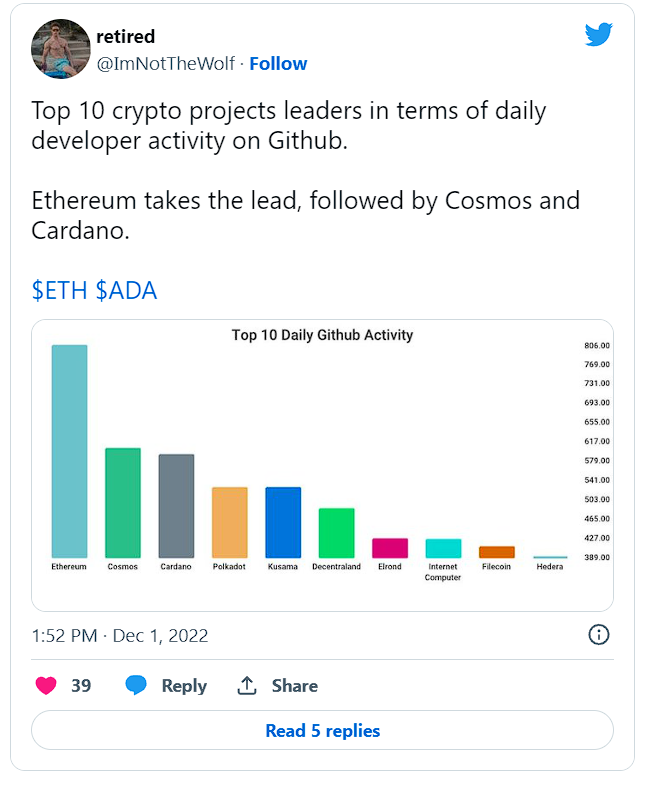 retired
@ImNotTheWolf · Follow
Top 10 crypto projects leaders in terms of daily
developer activity on Github.
Ethereum takes the lead, followed by Cosmos and
Cardano.
$ETH $ADA
Top 10 Daily Github Activity
806.00
769.00
731.00
693.00
655.00
617.00
579.00
541.00
503.00
465.00
427.00
389.00
Ethereum Cosmos Cardano Polkadot Kusama Decentraland Elrond Internet Filecoin Hedera
Computer
1:52 PM · Dec 1, 2022
39 Reply Share
Read 5 replies